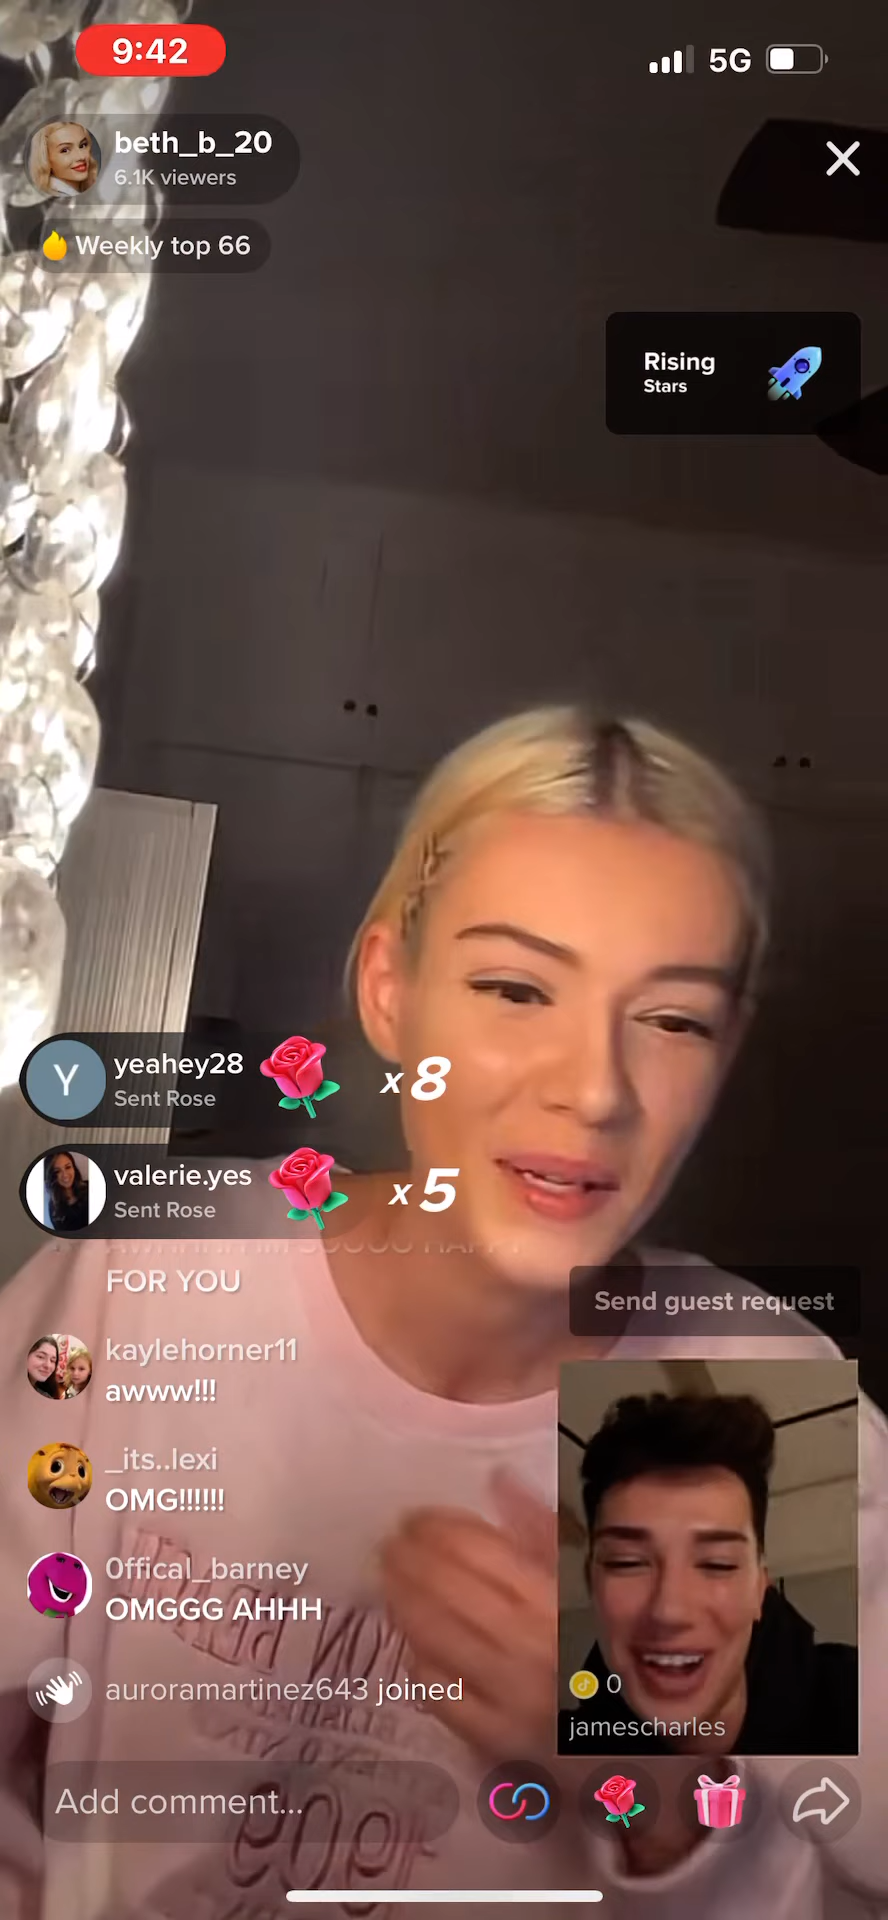 9:42
5G
beth_b_20
6.1K viewers
Weekly top 66
Rising
Stars
Y
yeahey28
Sent Rose
x8
valerie.yes
Sent Rose
x5
FOR YOU
Send guest request
kaylehorner11
awww!!!
_its..lexi
OMG!!!!!!
0ffical_barney
OMGGG AHHH
auroramartinez643 joined
0
jamescharles
Add comment...